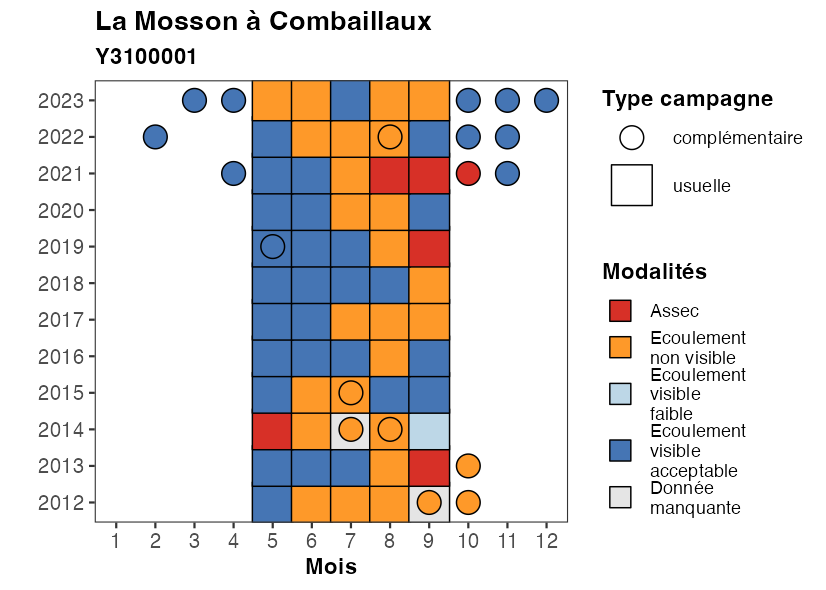 La Mosson à Combaillaux
Y3100001
2023
2022
2021
2020
2019
2018
2017
2016
2015
2014
2013
2012
1 2 3 4 5 6 7 8 9 10 11 12
Mois
Type campagne
complémentaire
usuelle
Modalités
Assec
Ecoulement
non visible
Ecoulement
visible
faible
Ecoulement
visible
acceptable
Donnée
manquante